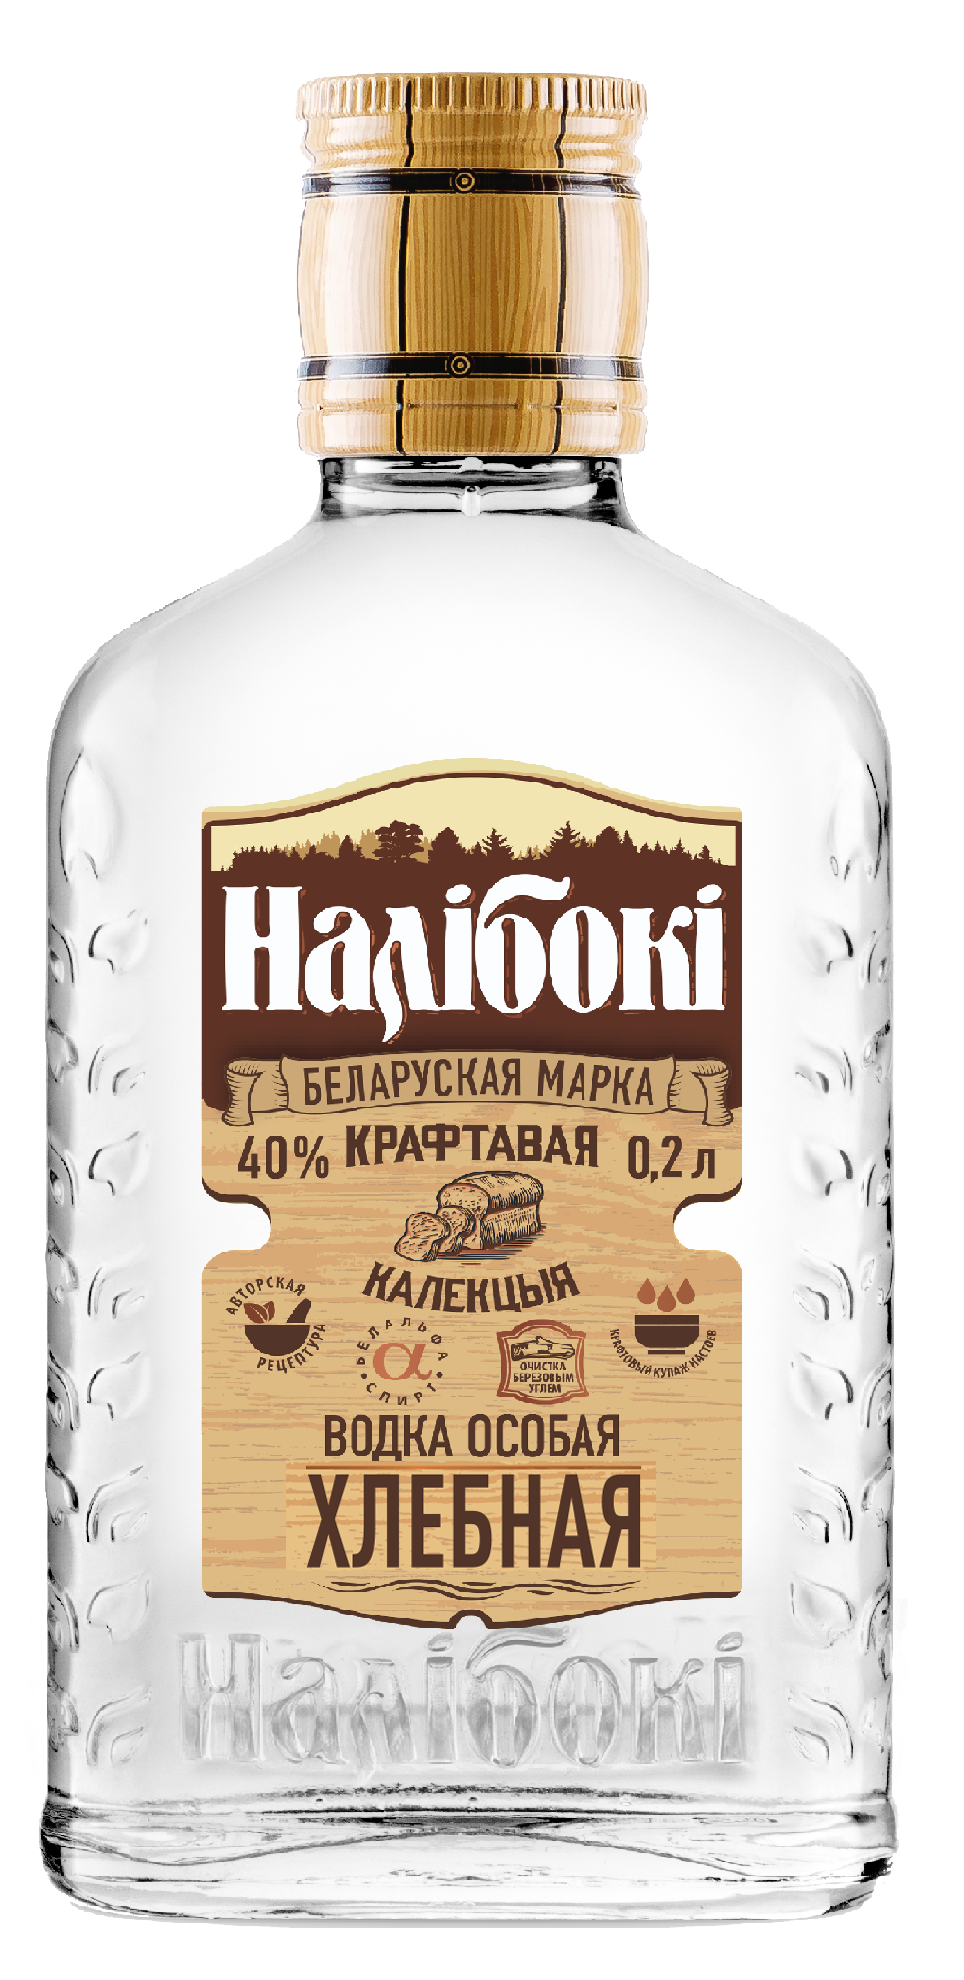 Налібокі
БЕЛАРУСКАЯ МАРКА
40% КРАФТАВАЯ 0,2 л
КАЛЕКЦЫЯ
АВТОРСКАЯ
РЕЦЕПТУРА
РЕЛАЛЬФА
α
СПИРТ
ОЧИСТКА
БЕРЕЗОВЫМ
УГЛЕМ
КРАФТОВЫЙ КУПАЖ НАСТОЕВ
ВОДКА ОСОБАЯ
ХЛЕБНАЯ
Налібокі